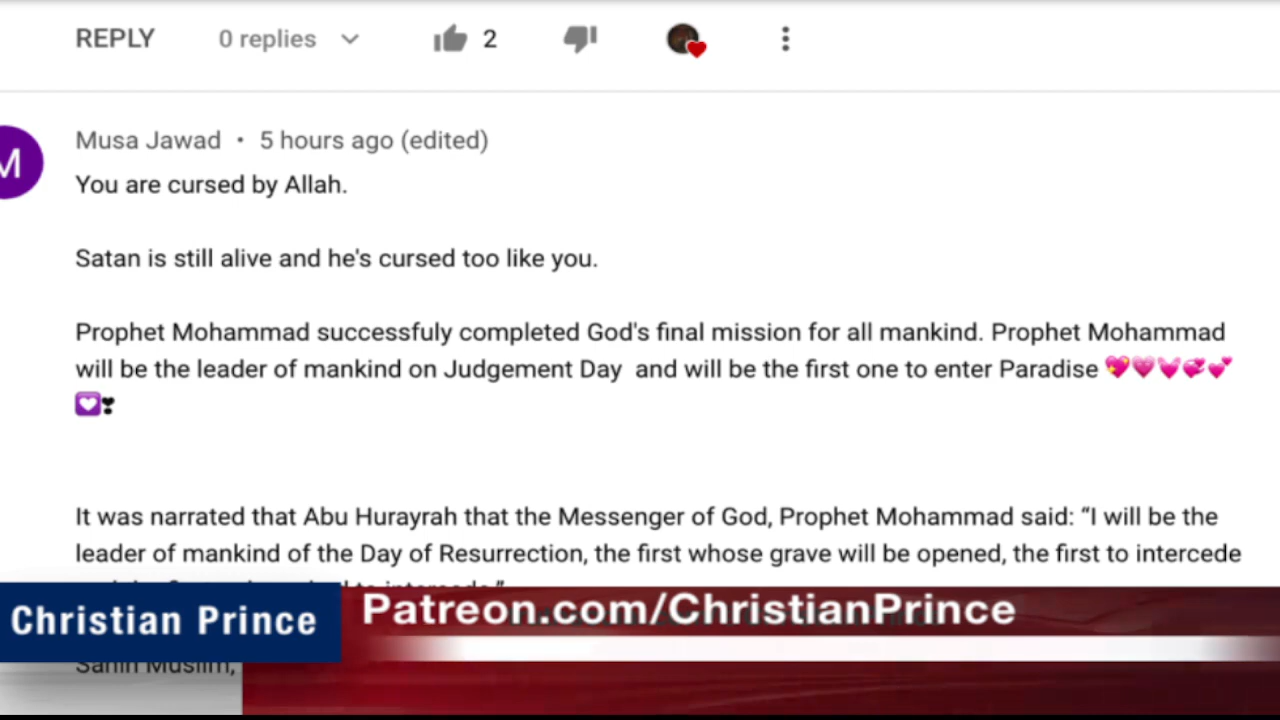 REPLY 0 replies 2
Musa Jawad • 5 hours ago (edited)
M
You are cursed by Allah.
Satan is still alive and he's cursed too like you.
Prophet Mohammad successfuly completed God's final mission for all mankind. Prophet Mohammad
will be the leader of mankind on Judgement Day and will be the first one to enter Paradise 💖💗💓💞💕
💟❣
It was narrated that Abu Hurayrah that the Messenger of God, Prophet Mohammad said: “I will be the
leader of mankind of the Day of Resurrection, the first whose grave will be opened, the first to intercede
Christian Prince
Patreon.com/ChristianPrince
Sahih Muslim,